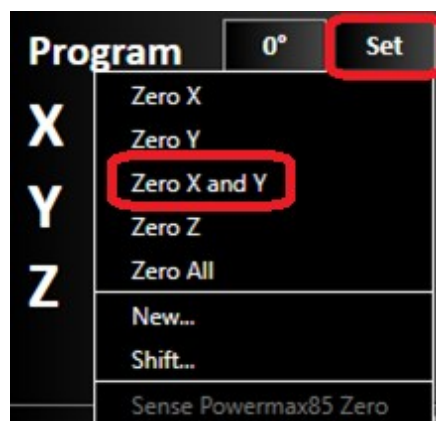 Program 0° Set
X
Y
Z
Zero X
Zero Y
Zero X and Y
Zero Z
Zero All
New...
Shift...
Sense Powermax85 Zero